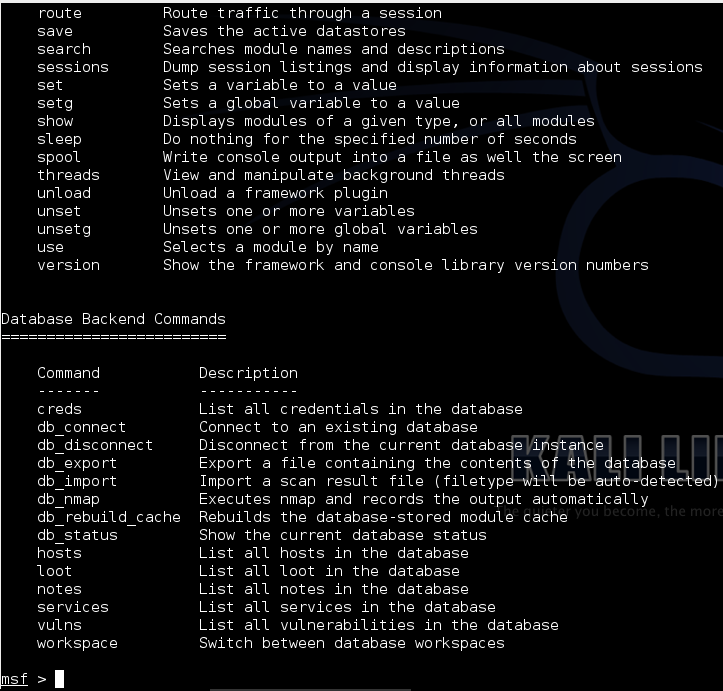 route Route traffic through a session
save Saves the active datastores
search Searches module names and descriptions
sessions Dump session listings and display information about sessions
set Sets a variable to a value
setg Sets a global variable to a value
show Displays modules of a given type, or all modules
sleep Do nothing for the specified number of seconds
spool Write console output into a file as well the screen
threads View and manipulate background threads
unload Unload a framework plugin
unset Unsets one or more variables
unsetg Unsets one or more global variables
use Selects a module by name
version Show the framework and console library version numbers
Database Backend Commands
=========================
Command Description
------- -----------
creds List all credentials in the database
db_connect Connect to an existing database
db_disconnect Disconnect from the current database instance
db_export Export a file containing the contents of the database
db_import Import a scan result file (filetype will be auto-detected)
db_nmap Executes nmap and records the output automatically
db_rebuild_cache Rebuilds the database-stored module cache
db_status Show the current database status
hosts List all hosts in the database
loot List all loot in the database
notes List all notes in the database
services List all services in the database
vulns List all vulnerabilities in the database
workspace Switch between database workspaces
msf >
KALI LI
he quieter you become, the more